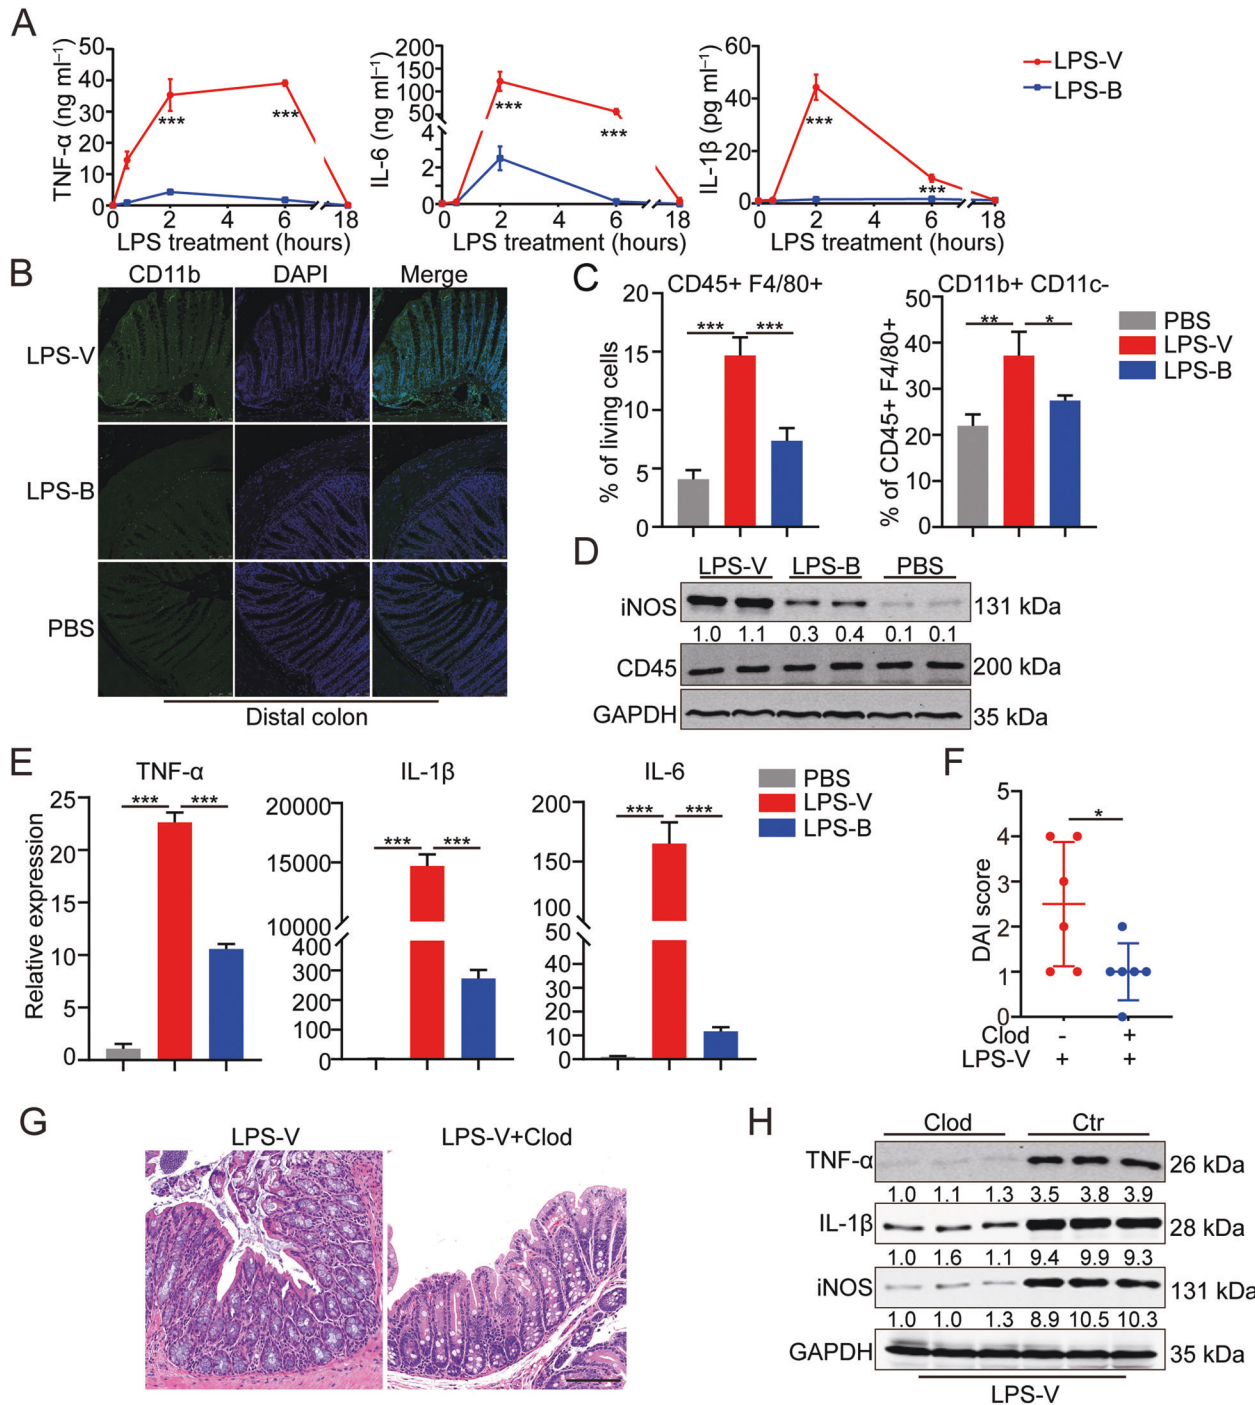 A
TNF-α (ng ml⁻¹)
50
40
30
20
10
0
***
***
0 2 4 6 18
LPS treatment (hours)
IL-6 (ng ml⁻¹)
200
150
100
50
4
2
0
***
***
0 2 4 6 18
LPS treatment (hours)
IL-1β (pg ml⁻¹)
60
40
20
0
***
***
0 2 4 6 18
LPS treatment (hours)
LPS-V
LPS-B
B
CD11b DAPI Merge
LPS-V
LPS-B
PBS
Distal colon
C
CD45+ F4/80+
% of living cells
20
15
10
5
0
*** ***
CD11b+ CD11c-
% of CD45+ F4/80+
50
40
30
20
10
0
** *
PBS
LPS-V
LPS-B
D
LPS-V LPS-B PBS
iNOS 131 kDa
1.0 1.1 0.3 0.4 0.1 0.1
CD45 200 kDa
GAPDH 35 kDa
E
TNF-α
Relative expression
25
20
15
10
5
0
*** ***
IL-1β
20000
15000
10000
400
300
200
100
0
*** ***
IL-6
200
150
100
50
40
30
20
10
0
*** ***
PBS
LPS-V
LPS-B
F
DAI score
5
4
3
2
1
0
*
Clod - +
LPS-V + +
G
LPS-V LPS-V+Clod
H
Clod Ctr
TNF-α 26 kDa
1.0 1.1 1.3 3.5 3.8 3.9
IL-1β 28 kDa
1.0 1.6 1.1 9.4 9.9 9.3
iNOS 131 kDa
1.0 1.0 1.3 8.9 10.5 10.3
GAPDH 35 kDa
LPS-V